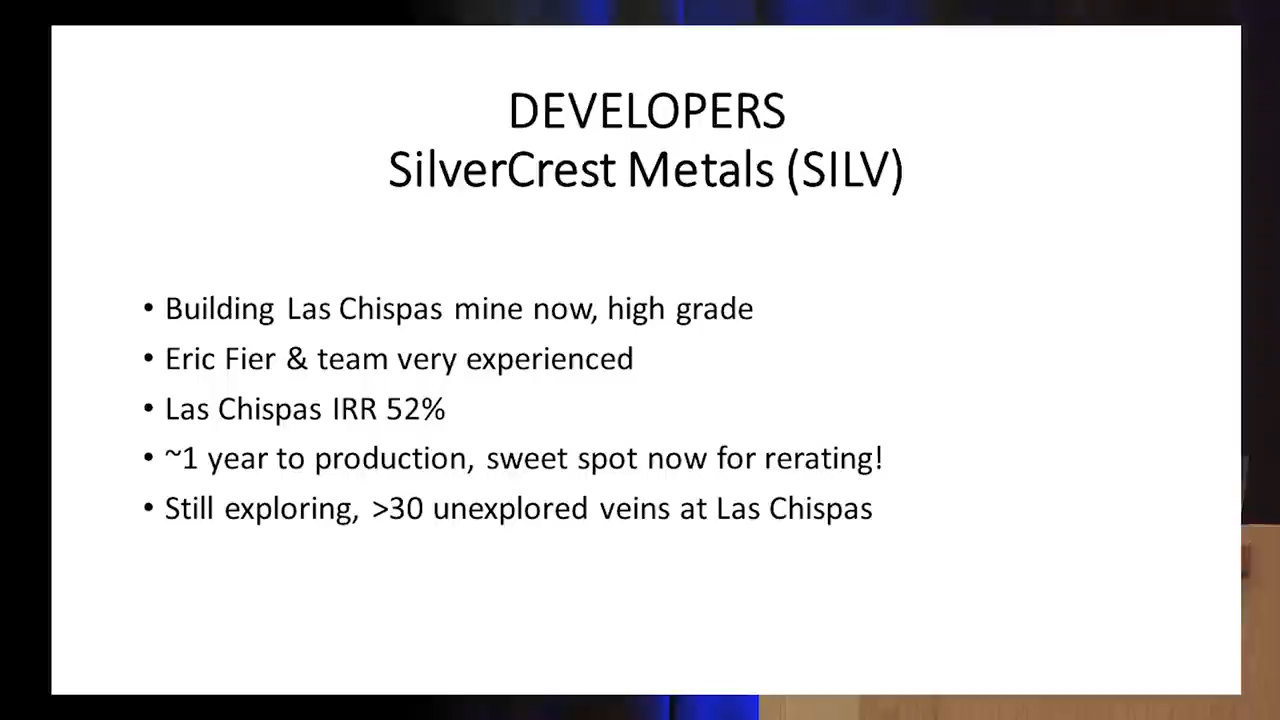 DEVELOPERS
SilverCrest Metals (SILV)
• Building Las Chispas mine now, high grade
• Eric Fier & team very experienced
• Las Chispas IRR 52%
• ~1 year to production, sweet spot now for rerating!
• Still exploring, >30 unexplored veins at Las Chispas